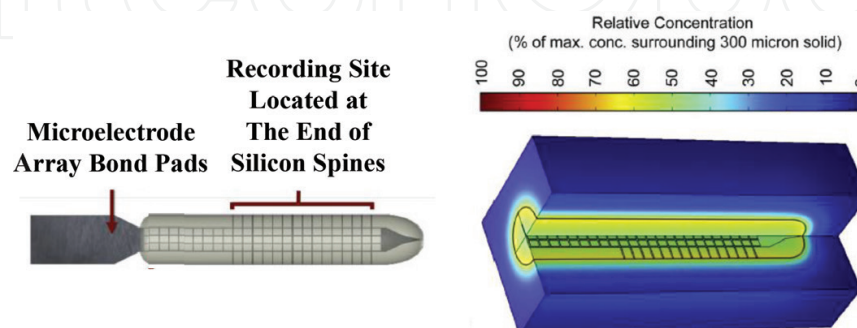 Relative Concentration
(% of max. conc. surrounding 300 micron solid)
100 90 80 70 60 50 40 30 20 10
Recording Site
Located at
The End of
Silicon Spines
Microelectrode
Array Bond Pads